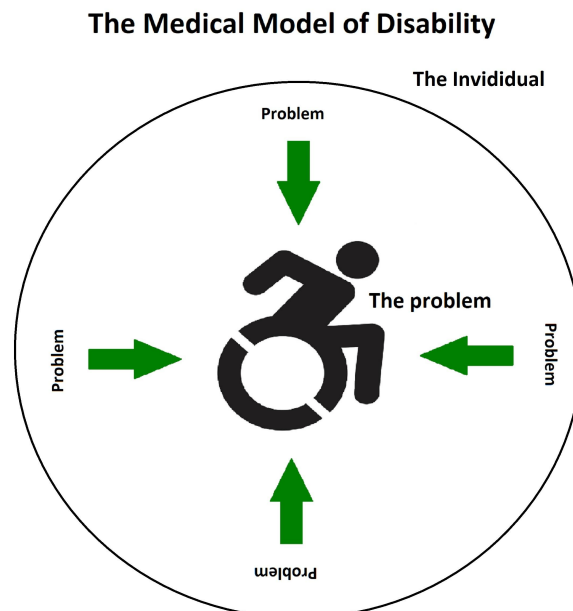 The Medical Model of Disability
The Invididual
Problem
The problem
Problem
Problem
Problem